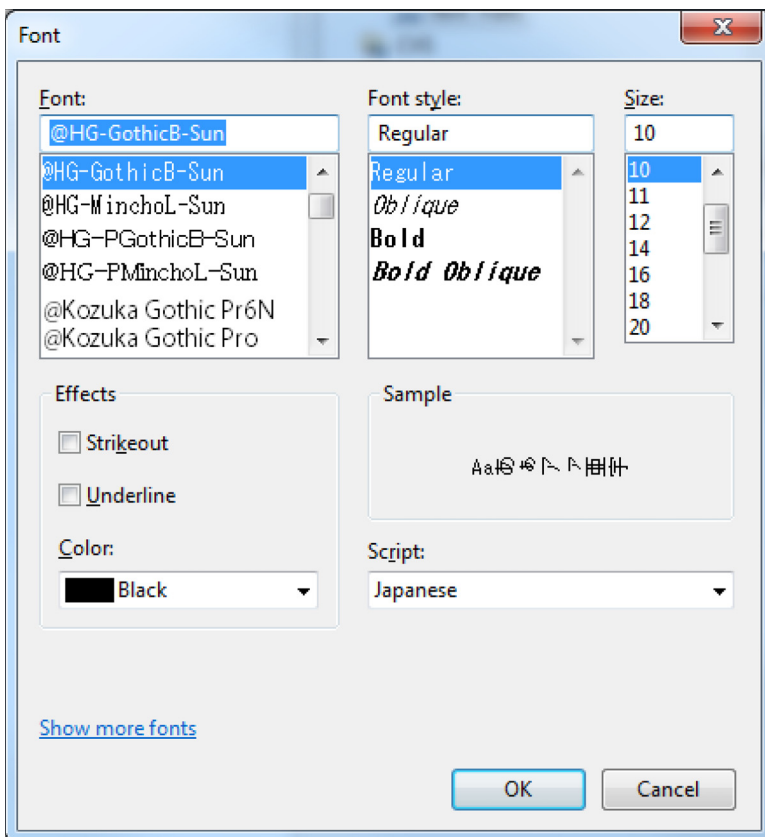 Font
Font:
@HG-GothicB-Sun
@HG-GothicB-Sun
@HG-MinchoL-Sun
@HG-PGothicB-Sun
@HG-PMinchoL-Sun
@Kozuka Gothic Pr6N
@Kozuka Gothic Pro
Font style:
Regular
Regular
Oblique
Bold
Bold Oblique
Size:
10
10
11
12
14
16
18
20
Effects
Strikeout
Underline
Color:
Black
Sample
Aa
Script:
Japanese
Show more fonts
OK
Cancel